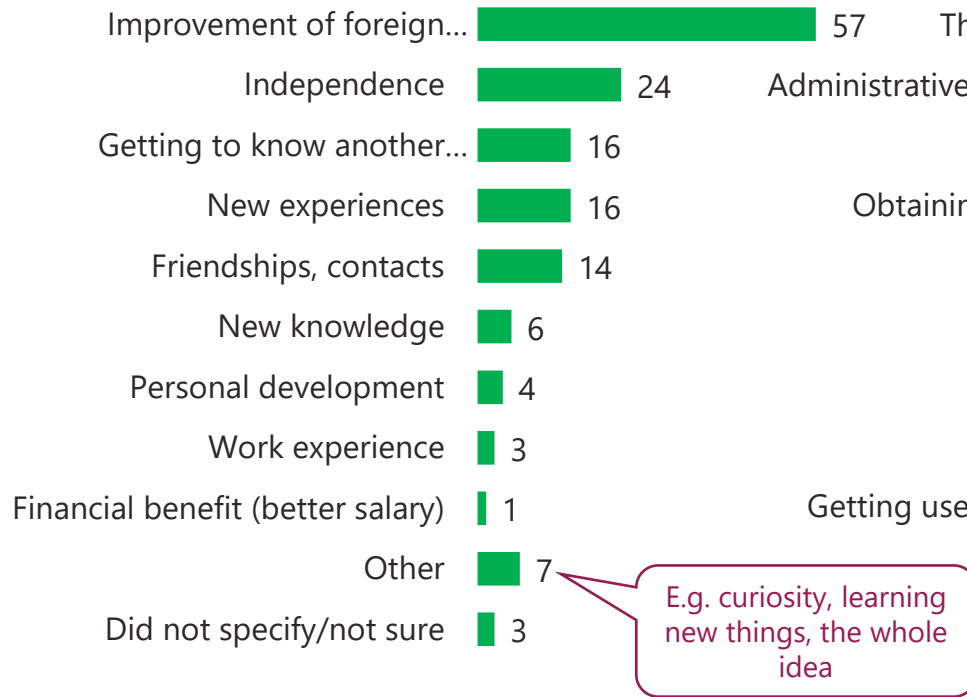 Improvement of foreign... 57 Th
Independence 24 Administrative
Getting to know another... 16
New experiences 16 Obtainin
Friendships, contacts 14
New knowledge 6
Personal development 4
Work experience 3
Financial benefit (better salary) 1 Getting use
Other 7
E.g. curiosity, learning
new things, the whole
idea
Did not specify/not sure 3